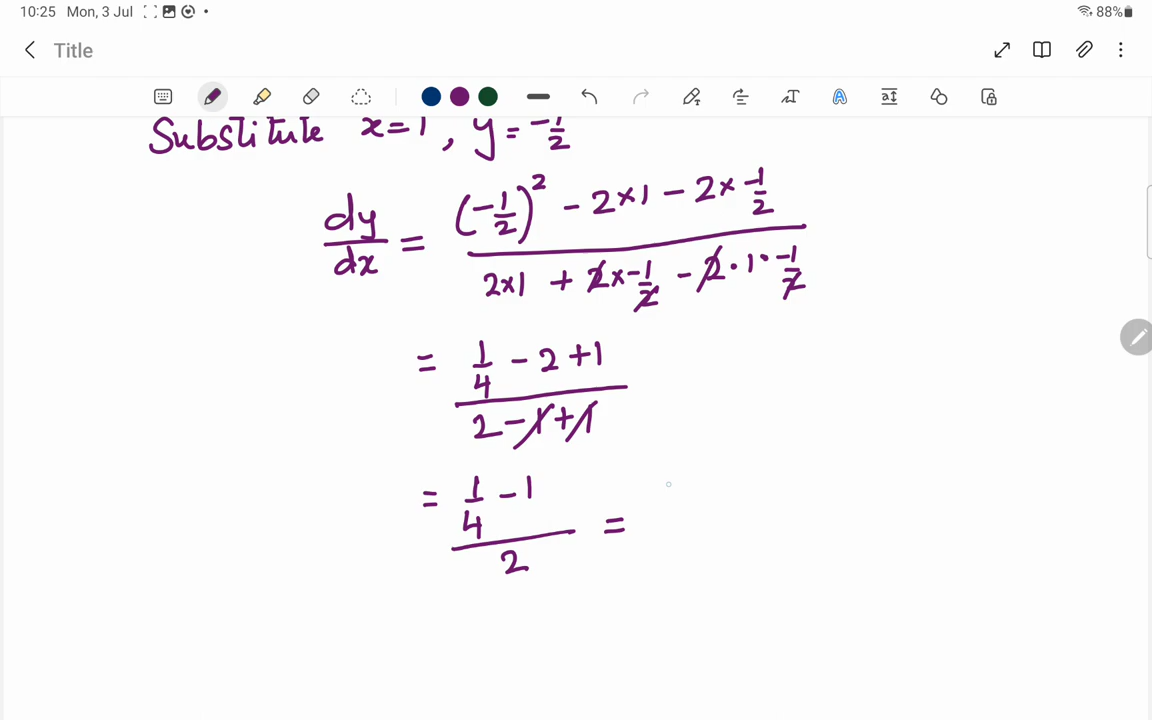 10:25 Mon, 3 Jul 88%
Title
Substitute x=1, y=-1/2
dy/dx = ((-1/2)^2 - 2×1 - 2×-1/2)/(2×1 + 2×-1/2 - 2·1·-1/2)
= (1/4 - 2 + 1)/(2 - 1 + 1)
= (1/4 - 1)/2 =